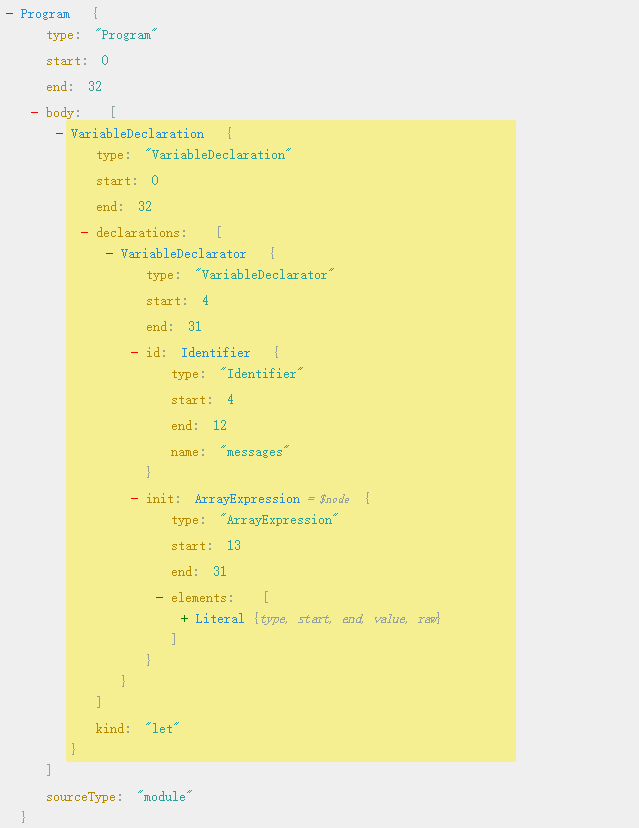 − Program {
type: "Program"
start: 0
end: 32
− body: [
− VariableDeclaration {
type: "VariableDeclaration"
start: 0
end: 32
− declarations: [
− VariableDeclarator {
type: "VariableDeclarator"
start: 4
end: 31
− id: Identifier {
type: "Identifier"
start: 4
end: 12
name: "messages"
}
− init: ArrayExpression = $node {
type: "ArrayExpression"
start: 13
end: 31
− elements: [
+ Literal {type, start, end, value, raw}
]
}
}
]
kind: "let"
}
]
sourceType: "module"
}